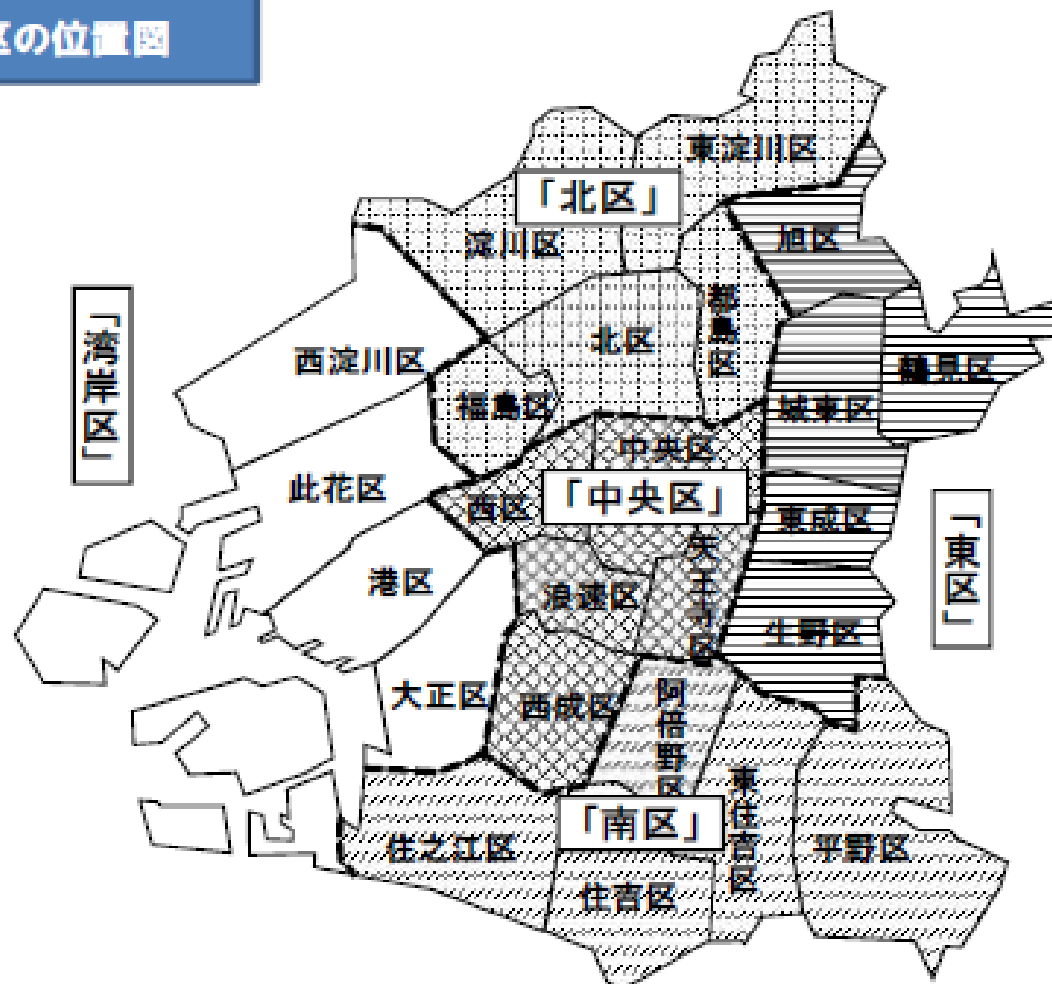 区の位置図
東淀川区
「北区」
淀川区
旭区
都島区
北区
西淀川区
鶴見区
「湾岸区」
福島区
城東区
中央区
此花区
「中央区」
西区
東成区
「東区」
天王寺区
港区
浪速区
生野区
大正区
西成区
阿倍野区
東住吉区
「南区」
住之江区
平野区
住吉区